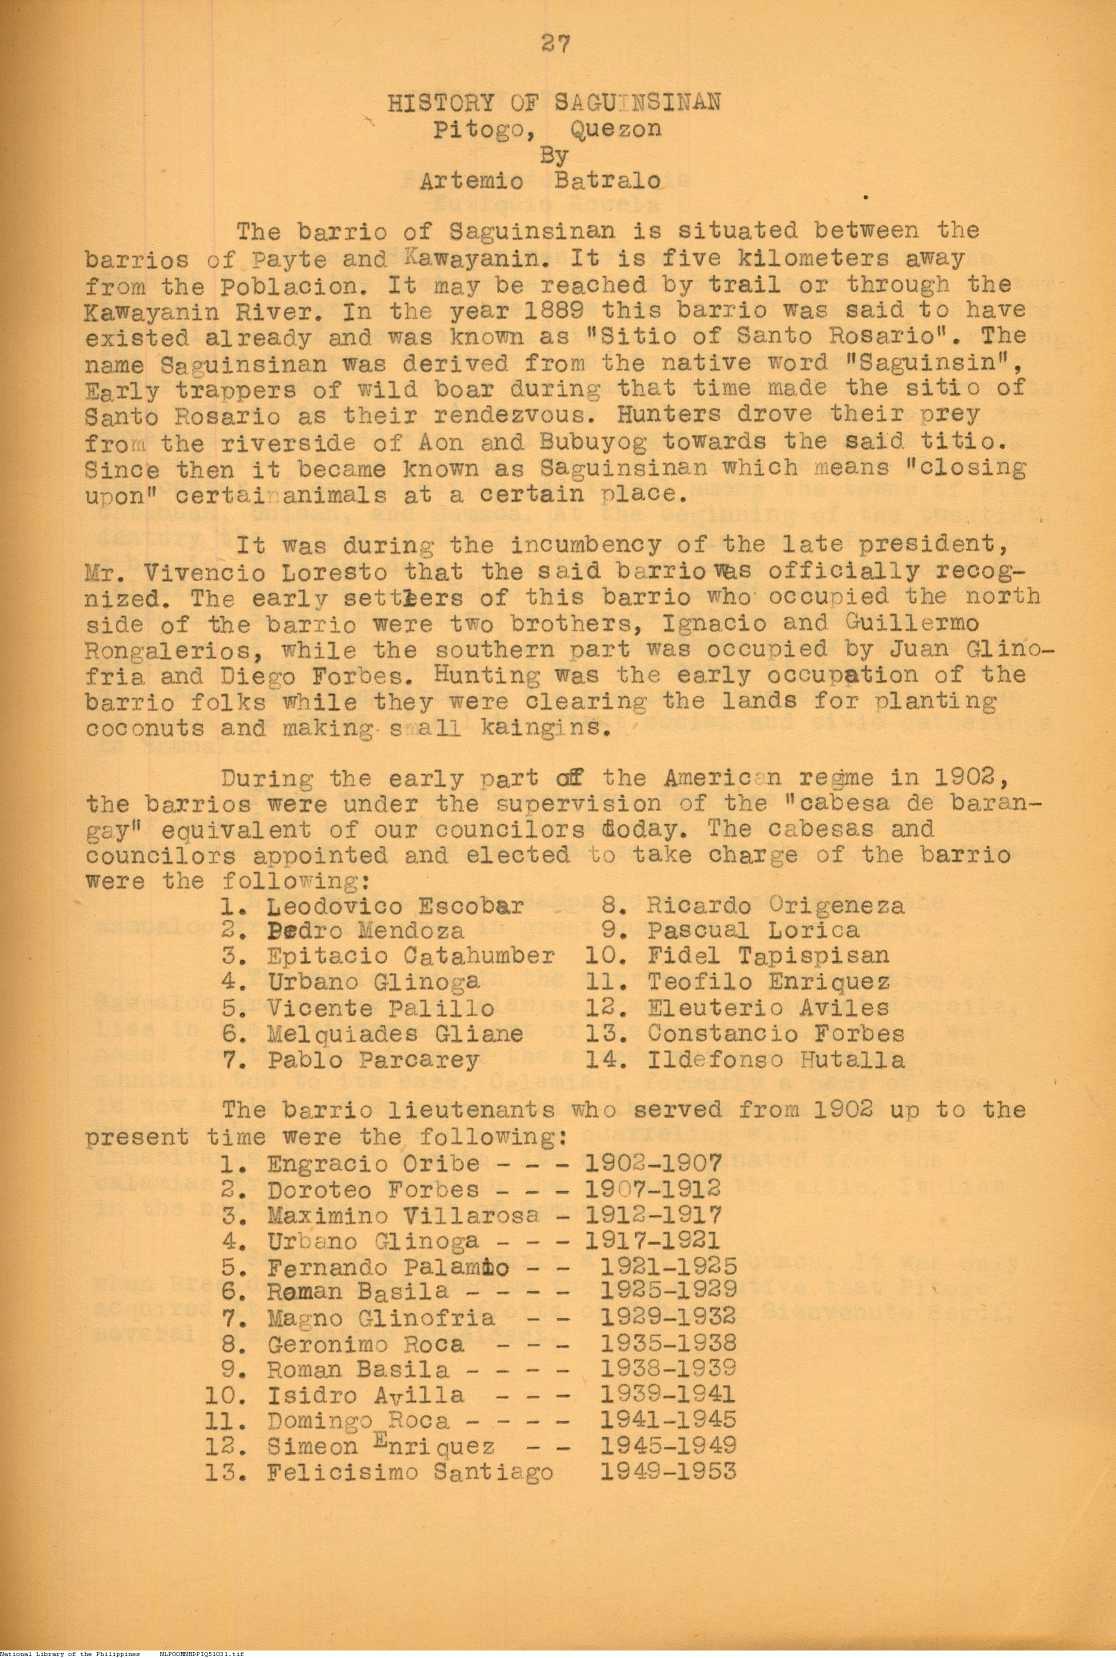 27
HISTORY OF SAGUINSINAN
Pitogo, Quezon
By
Artemio Batralo
The barrio of Saguinsinan is situated between the
barrios of Payte and Kawayanin. It is five kilometers away
from the Poblacion. It may be reached by trail or through the
Kawayanin River. In the year 1889 this barrio was said to have
existed already and was known as "Sitio of Santo Rosario". The
name Saguinsinan was derived from the native word "Saguinsin",
Early trappers of wild boar during that time made the sitio of
Santo Rosario as their rendezvous. Hunters drove their prey
from the riverside of Aon and Bubuyog towards the said titio.
Since then it became known as Saguinsinan which means "closing
upon" certain animals at a certain place.
It was during the incumbency of the late president,
Mr. Vivencio Loresto that the said barrio was officially recog-
nized. The early settlers of this barrio who occupied the north
side of the barrio were two brothers, Ignacio and Guillermo
Rongalerios, while the southern part was occupied by Juan Glino-
fria and Diego Forbes. Hunting was the early occupation of the
barrio folks while they were clearing the lands for planting
coconuts and making small kaingins.
During the early part of the American regime in 1902,
the barrios were under the supervision of the "cabesa de baran-
gay" equivalent of our councilors today. The cabesas and
councilors appointed and elected to take charge of the barrio
were the following:
1. Leodovico Escobar 8. Ricardo Origeneza
2. Pedro Mendoza 9. Pascual Lorica
3. Epitacio Catahumber 10. Fidel Tapispisan
4. Urbano Glinoga 11. Teofilo Enriquez
5. Vicente Palillo 12. Eleuterio Aviles
6. Melquiades Gliane 13. Constancio Forbes
7. Pablo Parcarey 14. Ildefonso Hutalla
The barrio lieutenants who served from 1902 up to the
present time were the following:
1. Engracio Oribe - - - 1902-1907
2. Doroteo Forbes - - - 1907-1912
3. Maximino Villarosa - 1912-1917
4. Urbano Glinoga - - - 1917-1921
5. Fernando Palamio - - 1921-1925
6. Roman Basila - - - - 1925-1929
7. Magno Glinofria - - 1929-1932
8. Geronimo Roca - - - 1935-1938
9. Roman Basila - - - - 1938-1939
10. Isidro Avilla - - - 1939-1941
11. Domingo Roca - - - - 1941-1945
12. Simeon Enriquez - - 1945-1949
13. Felicisimo Santiago 1949-1953
National Library of the Philippines